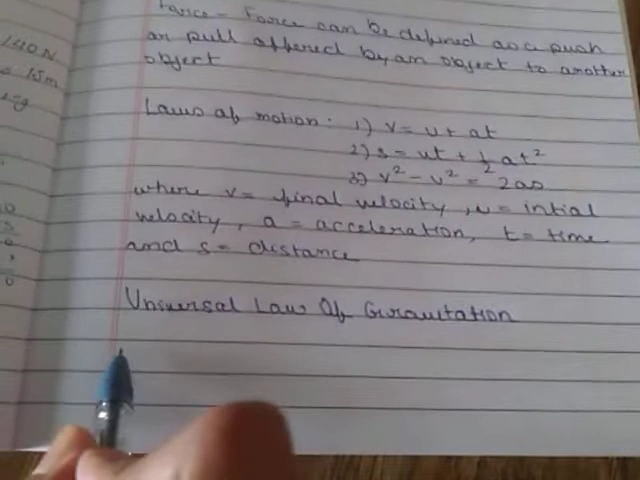 Force - Force can be defined as a push
or pull offered by an object to another
object
Laws of motion. 1) v = u + at
2) s = ut + 1/2 at²
3) v² - u² = 2as
where v = final velocity, u = intial
velocity, a = acceleration, t = time
and s = distance
Universal Law Of Gravitation
140N
15m